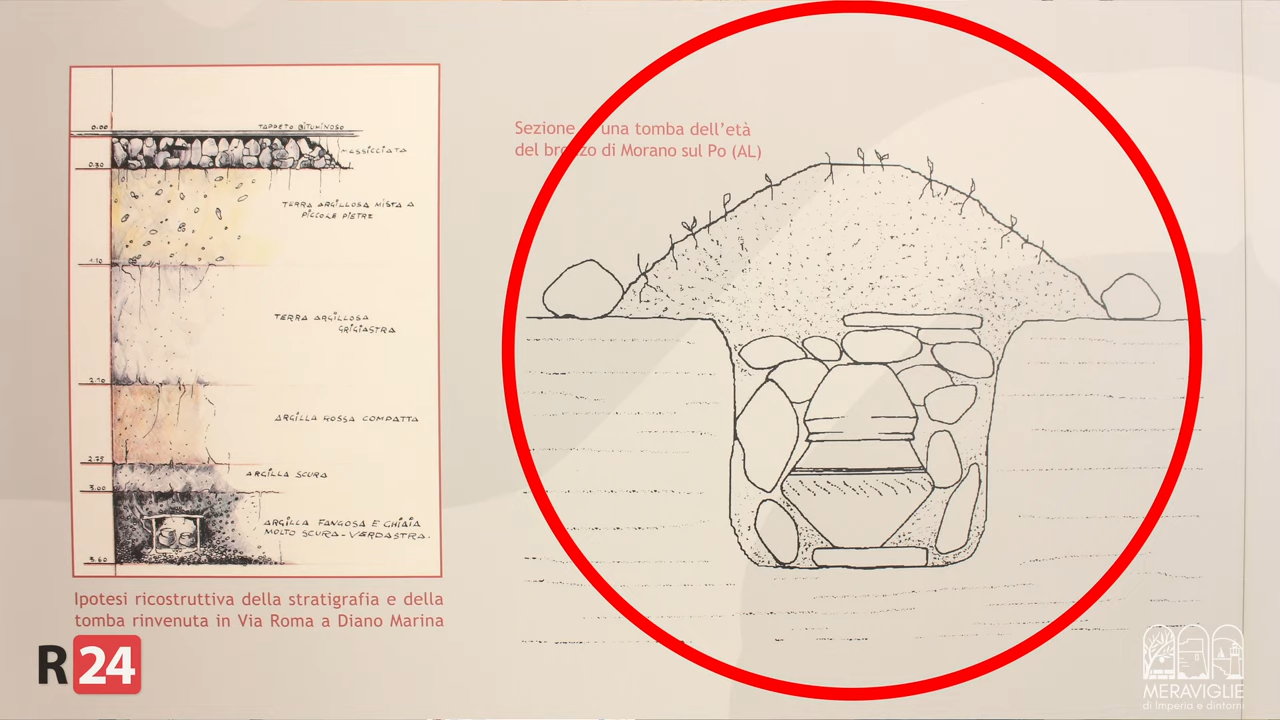 0.00
TAPPETO BITUMINOSO
MASSICCIATA
0.30
TERRA ARGILLOSA MISTA A
PICCOLE PIETRE
1.10
TERRA ARGILLOSA
GRIGIASTRA
2.10
ARGILLA ROSSA COMPATTA
2.75
ARGILLA SCURA
3.00
ARGILLA FANGOSA E GHIAIA
MOLTO SCURA-VERDASTRA.
3.60
Ipotesi ricostruttiva della stratigrafia e della
tomba rinvenuta in Via Roma a Diano Marina
Sezione una tomba dell'età
del bronzo di Morano sul Po (AL)
R24
MERAVIGLIE
di Imperia e dintorni